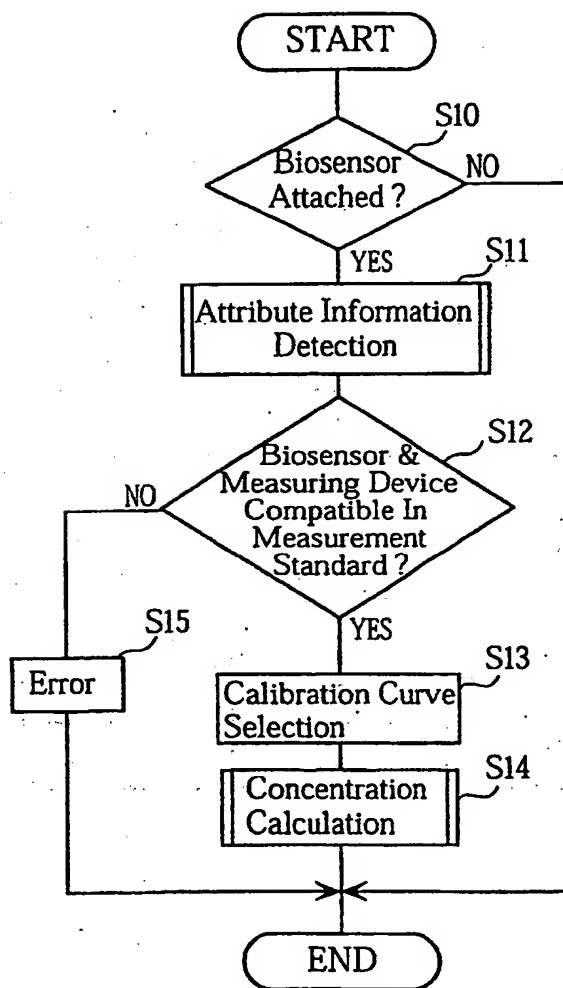 START
S10
Biosensor
Attached ?
NO
YES
S11
Attribute Information
Detection
S12
Biosensor &
Measuring Device
Compatible In
Measurement
Standard ?
NO
YES
S15
Error
S13
Calibration Curve
Selection
S14
Concentration
Calculation
END